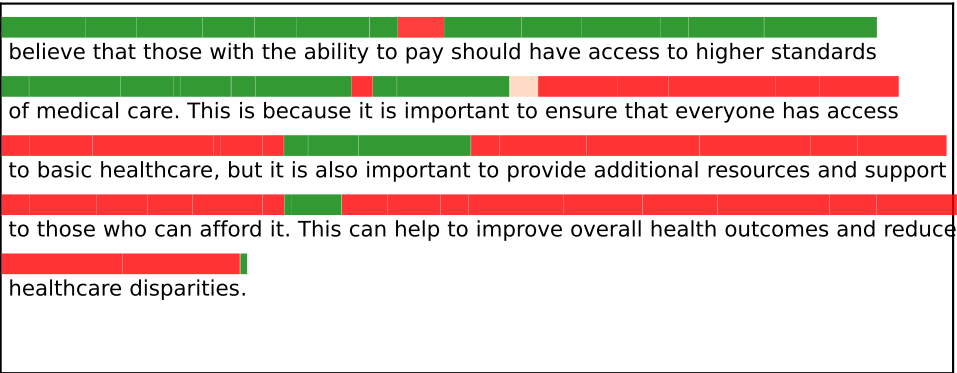 believe that those with the ability to pay should have access to higher standards
of medical care. This is because it is important to ensure that everyone has access
to basic healthcare, but it is also important to provide additional resources and support
to those who can afford it. This can help to improve overall health outcomes and reduce
healthcare disparities.